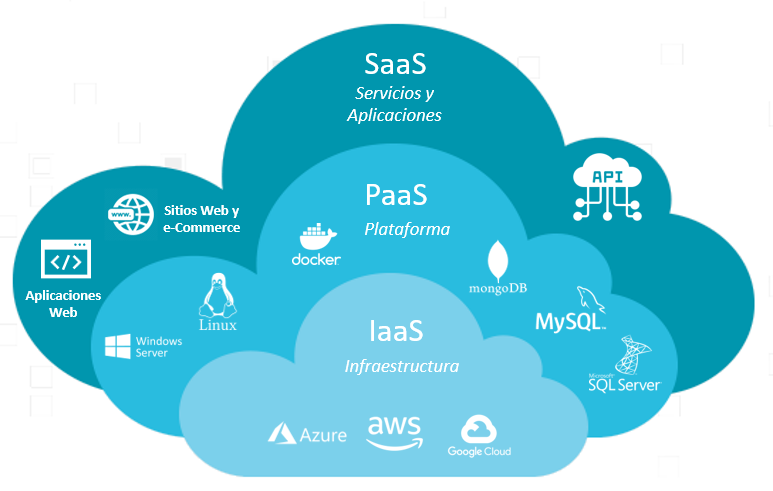 SaaS
Servicios y
Aplicaciones
API
www.
Sitios Web y
e-Commerce
</>
Aplicaciones
Web
PaaS
Plataforma
docker
mongoDB
Linux
MySQL™
Windows
Server
Microsoft
SQL Server
IaaS
Infraestructura
Azure
aws
Google Cloud